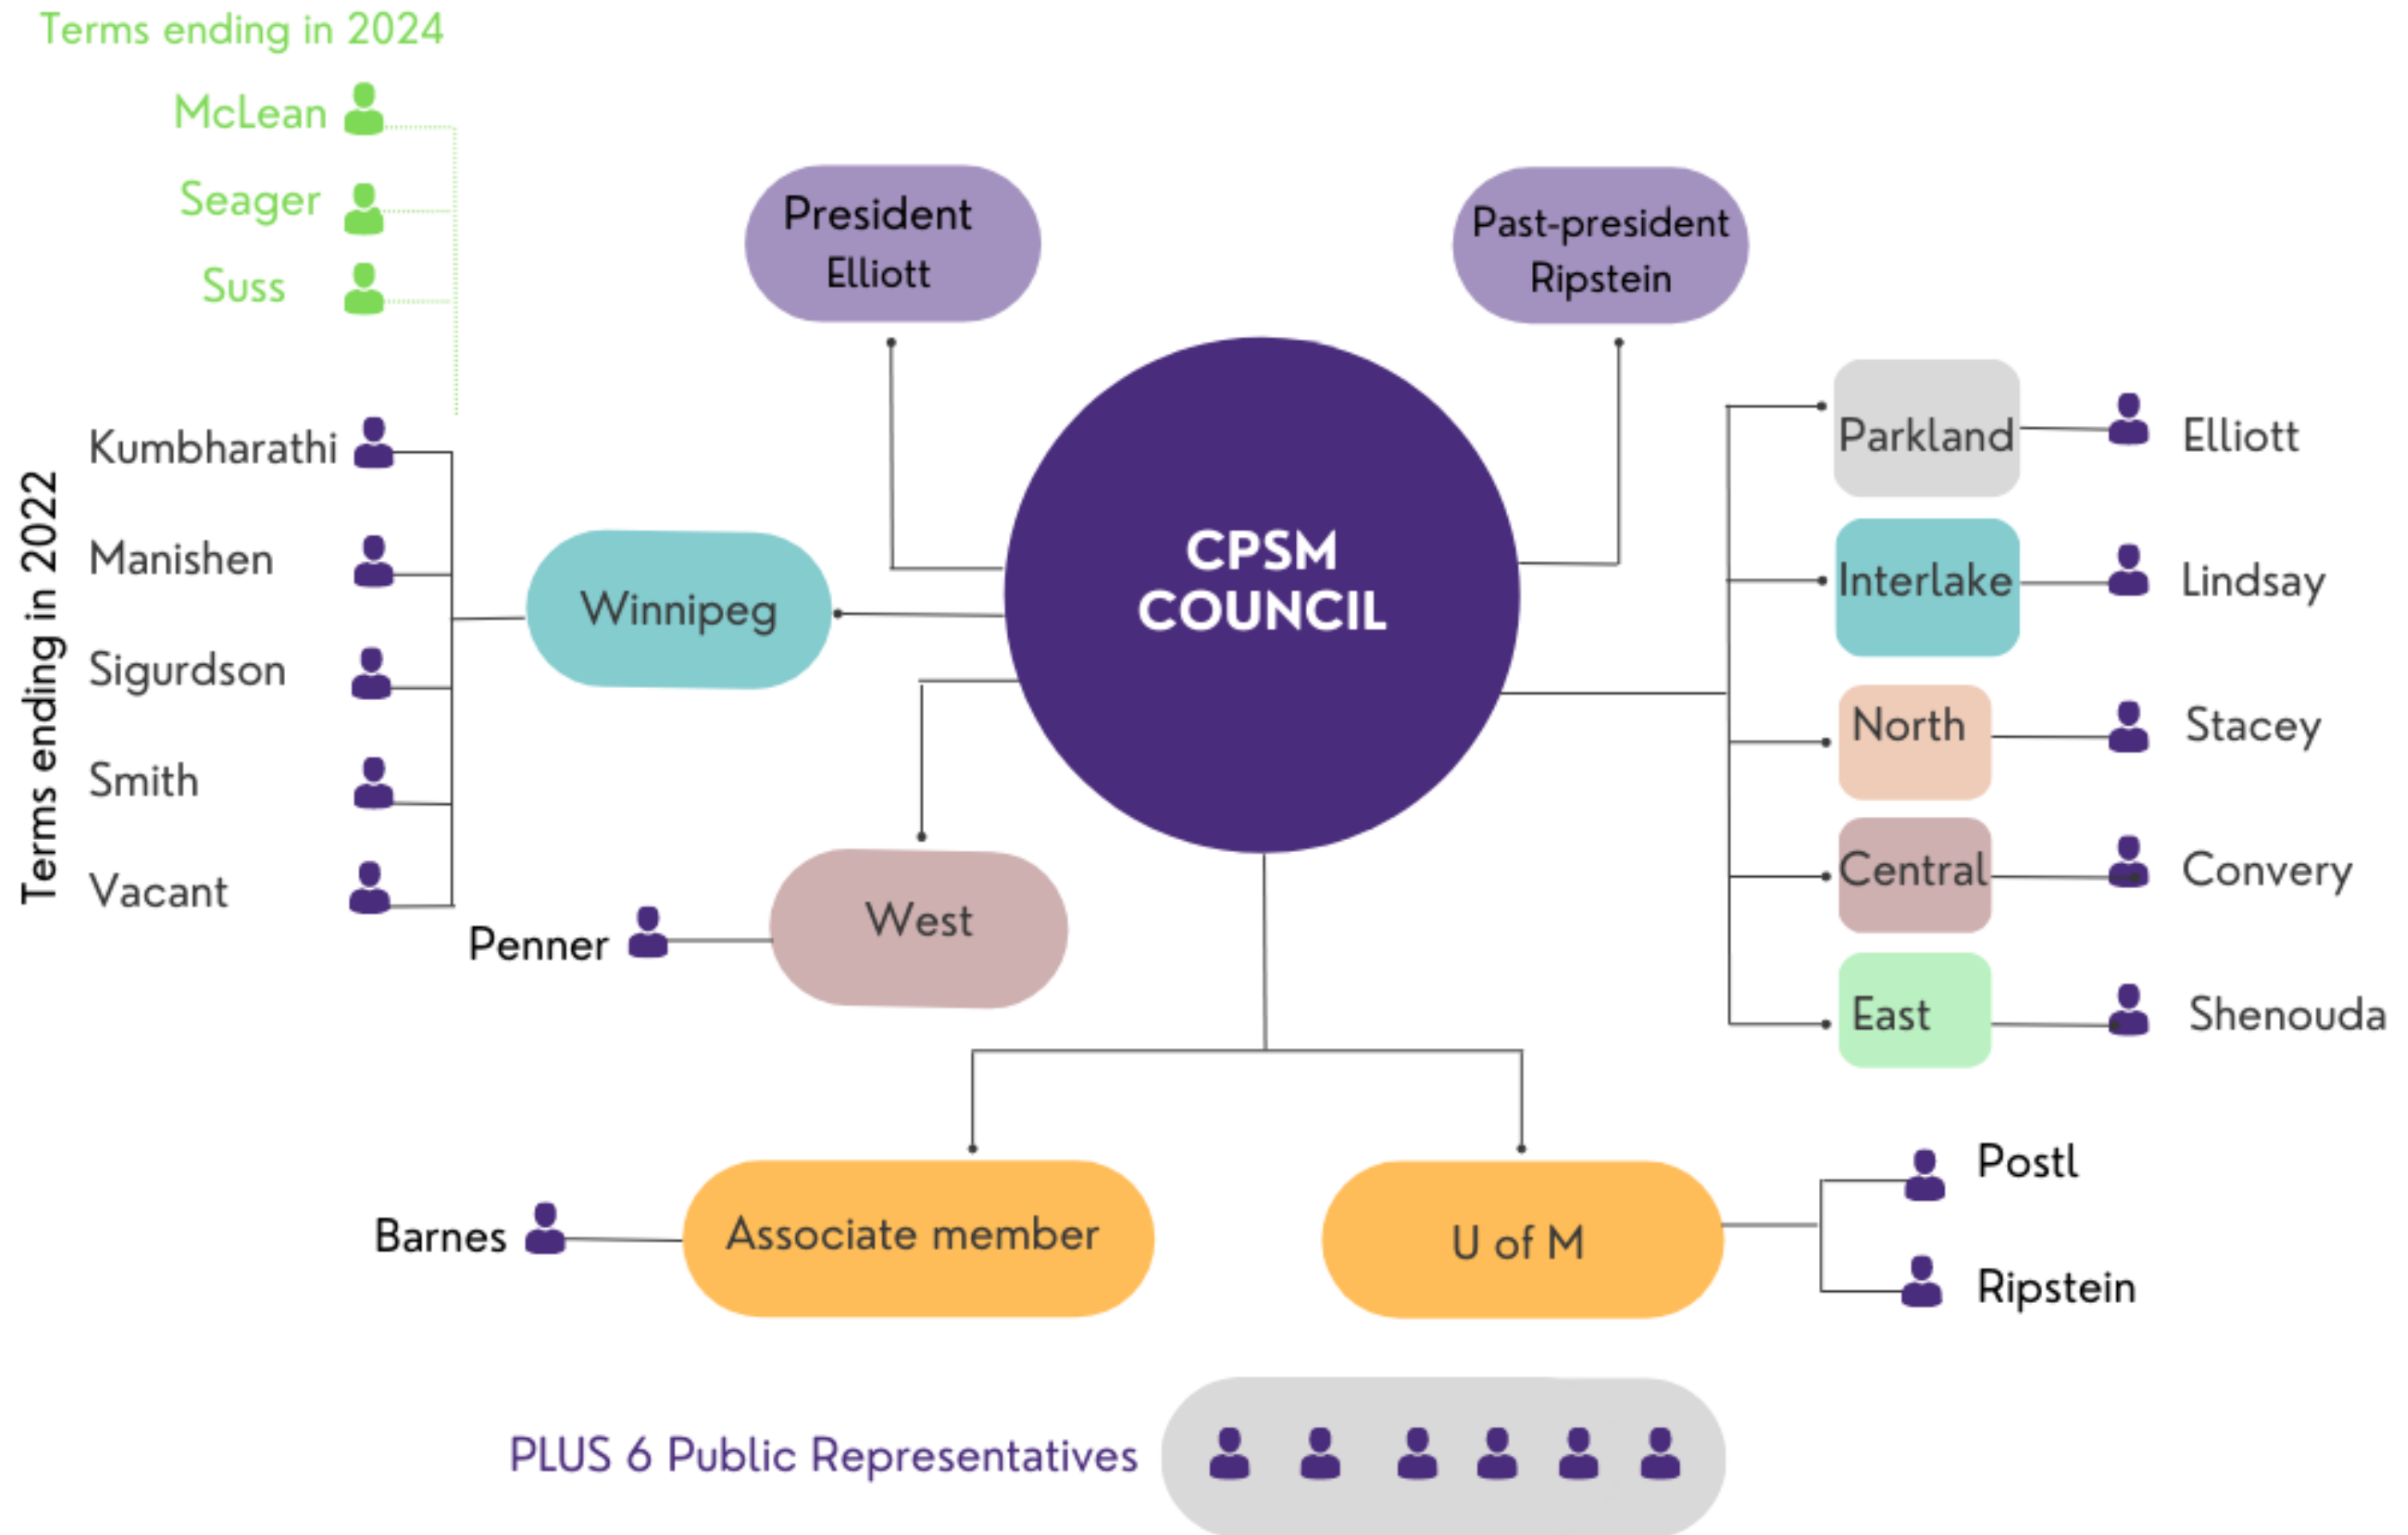 Terms ending in 2024
McLean
Seager
Suss
President
Elliott
Past-president
Ripstein
Terms ending in 2022
Kumbharathi
Manishen
Sigurdson
Smith
Vacant
Winnipeg
CPSM
COUNCIL
Penner
West
Parkland
Elliott
Interlake
Lindsay
North
Stacey
Central
Convery
East
Shenouda
Barnes
Associate member
U of M
Postl
Ripstein
PLUS 6 Public Representatives